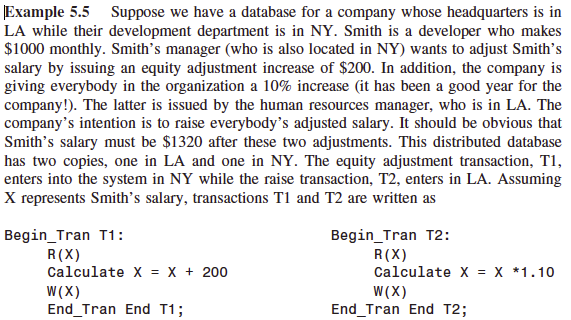 Example 5.5 Suppose we have a database for a company whose headquarters is in
LA while their development department is in NY. Smith is a developer who makes
$1000 monthly. Smith's manager (who is also located in NY) wants to adjust Smith's
salary by issuing an equity adjustment increase of $200. In addition, the company is
giving everybody in the organization a 10% increase (it has been a good year for the
company!). The latter is issued by the human resources manager, who is in LA. The
company's intention is to raise everybody's adjusted salary. It should be obvious that
Smith's salary must be $1320 after these two adjustments. This distributed database
has two copies, one in LA and one in NY. The equity adjustment transaction, T1,
enters into the system in NY while the raise transaction, T2, enters in LA. Assuming
X represents Smith's salary, transactions T1 and T2 are written as
Begin_Tran T1:
R(X)
Calculate X = X + 200
W(X)
End_Tran End T1;
Begin_Tran T2:
R(X)
Calculate X = X *1.10
W(X)
End_Tran End T2;